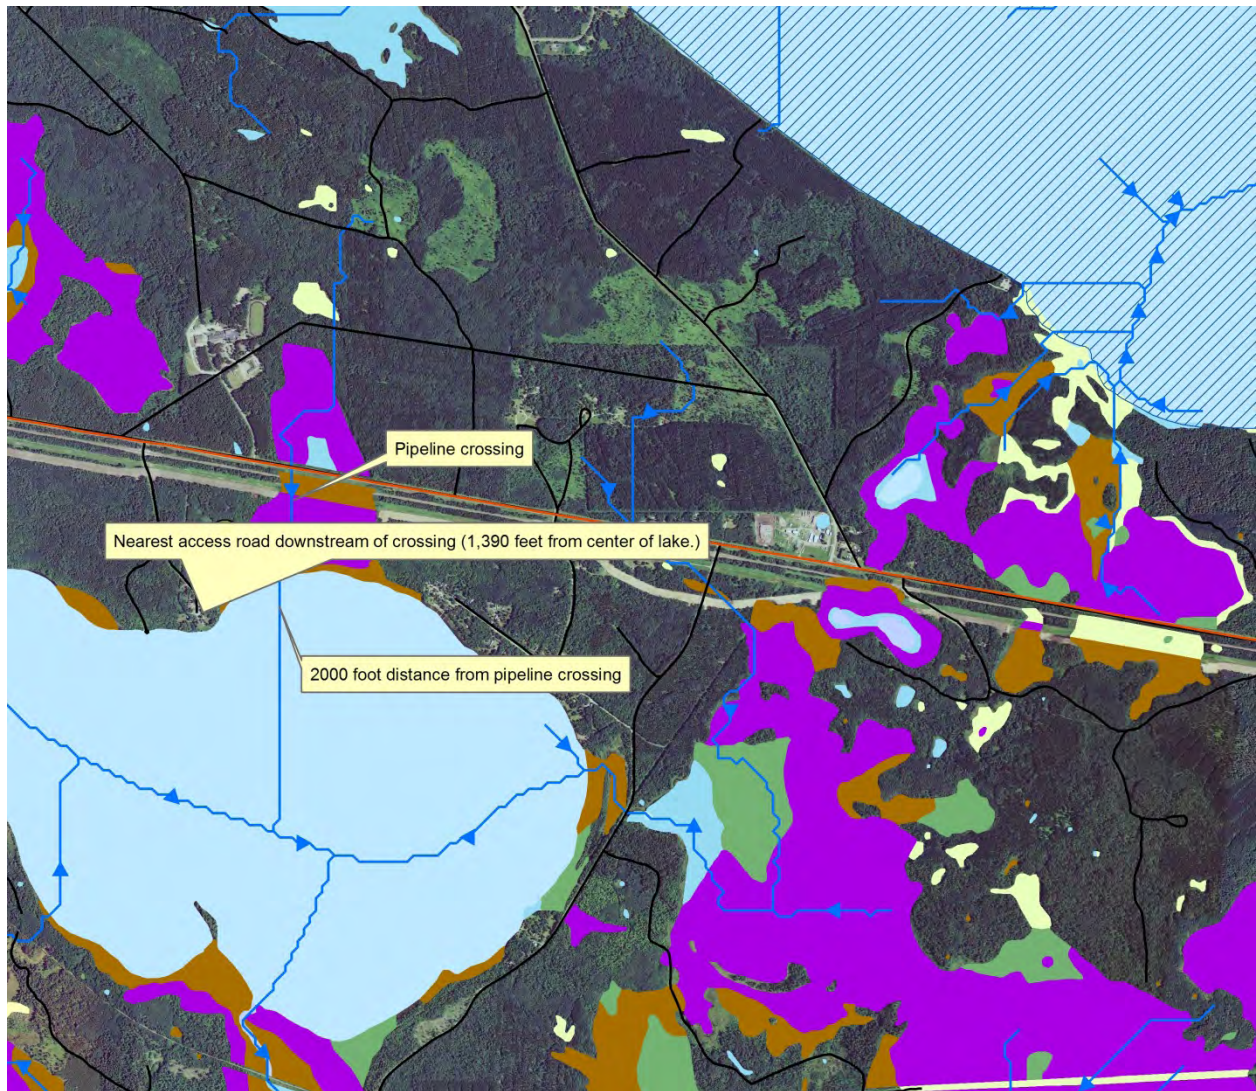 Pipeline crossing
Nearest access road downstream of crossing (1,390 feet from center of lake.)
2000 foot distance from pipeline crossing